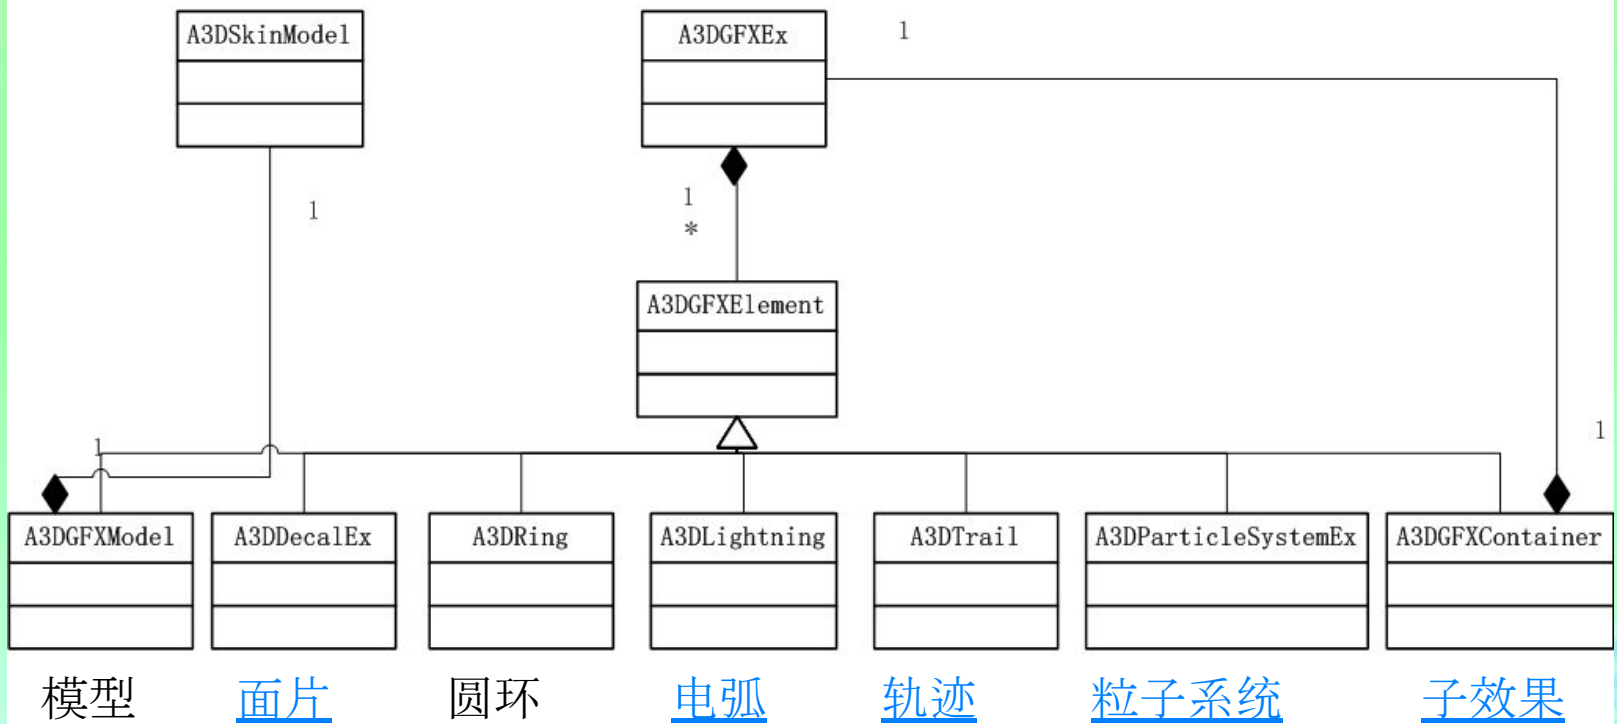 A3DSkinModel
A3DGFXEx
1
1
1
*
A3DGFXElement
1
1
A3DGFXModel
A3DDecalEx
A3DRing
A3DLightning
A3DTrail
A3DParticleSystemEx
A3DGFXContainer
模型
面片
圆环
电弧
轨迹
粒子系统
子效果